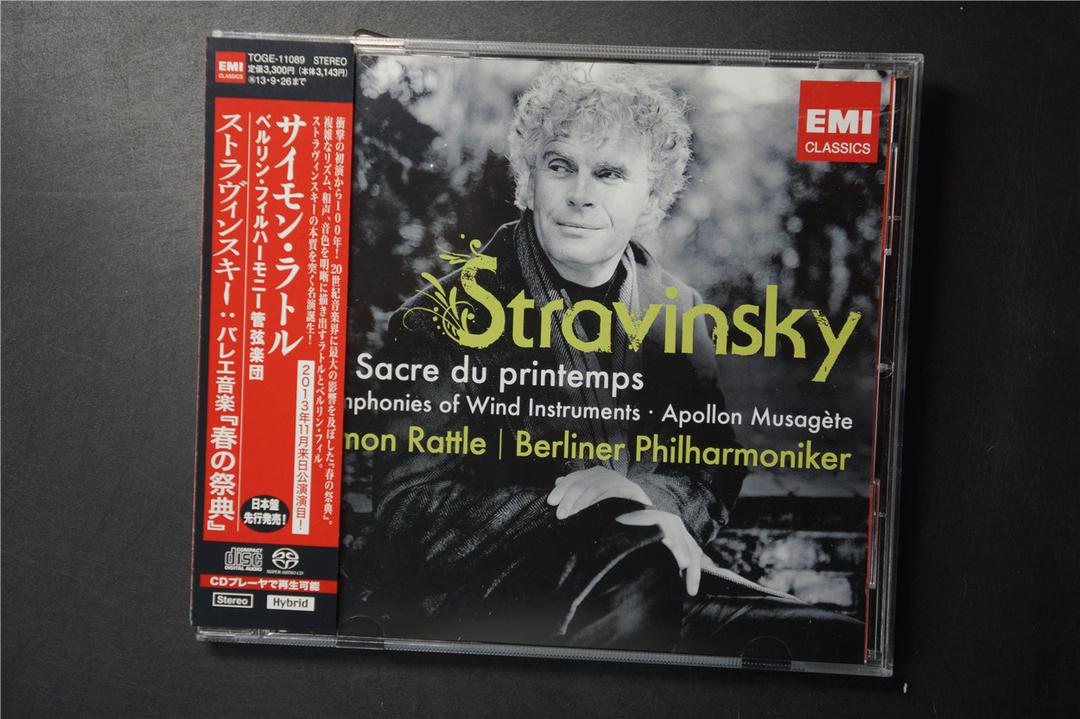 EMI
CLASSICS
TOGE-11089 STEREO
定価3,300円(税抜3,143円)
13・9・26まで
衝撃の初演から100年! 20世紀音楽界に最大の影響を及ぼした『春の祭典』。
複雑なリズム、和声、音色を明晰に描き出すラトルとベルリン・フィル。
ストラヴィンスキーの本質を突く名演誕生!
サイモン・ラトル
2013年11月来日公演演目!
ベルリン・フィルハーモニー管弦楽団
ストラヴィンスキー:バレエ音楽『春の祭典』
日本盤
先行発売!
COMPACT
disc
DIGITAL AUDIO
SUPER AUDIO CD
CDプレーヤで再生可能
Stereo Hybrid
EMI
CLASSICS
Stravinsky
Sacre du printemps
mphonies of Wind Instruments · Apollon Musagète
mon Rattle | Berliner Philharmoniker